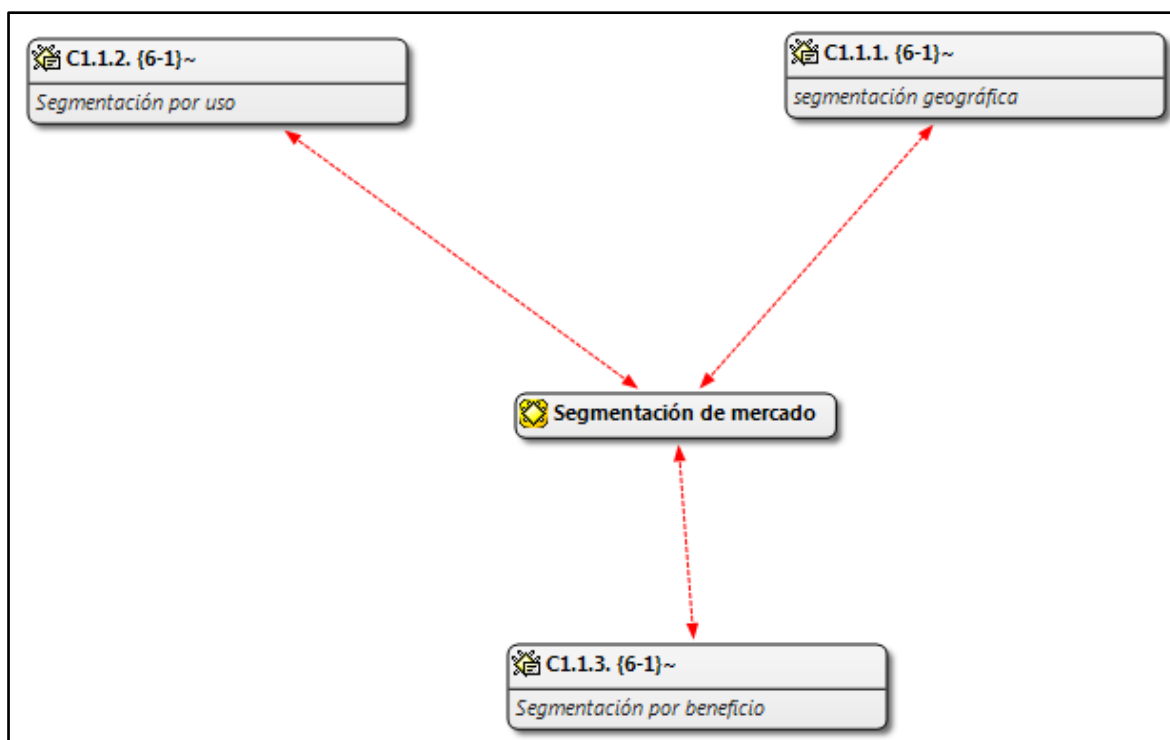 C1.1.2. {6-1}~
Segmentación por uso
C1.1.1. {6-1}~
segmentación geográfica
Segmentación de mercado
C1.1.3. {6-1}~
Segmentación por beneficio